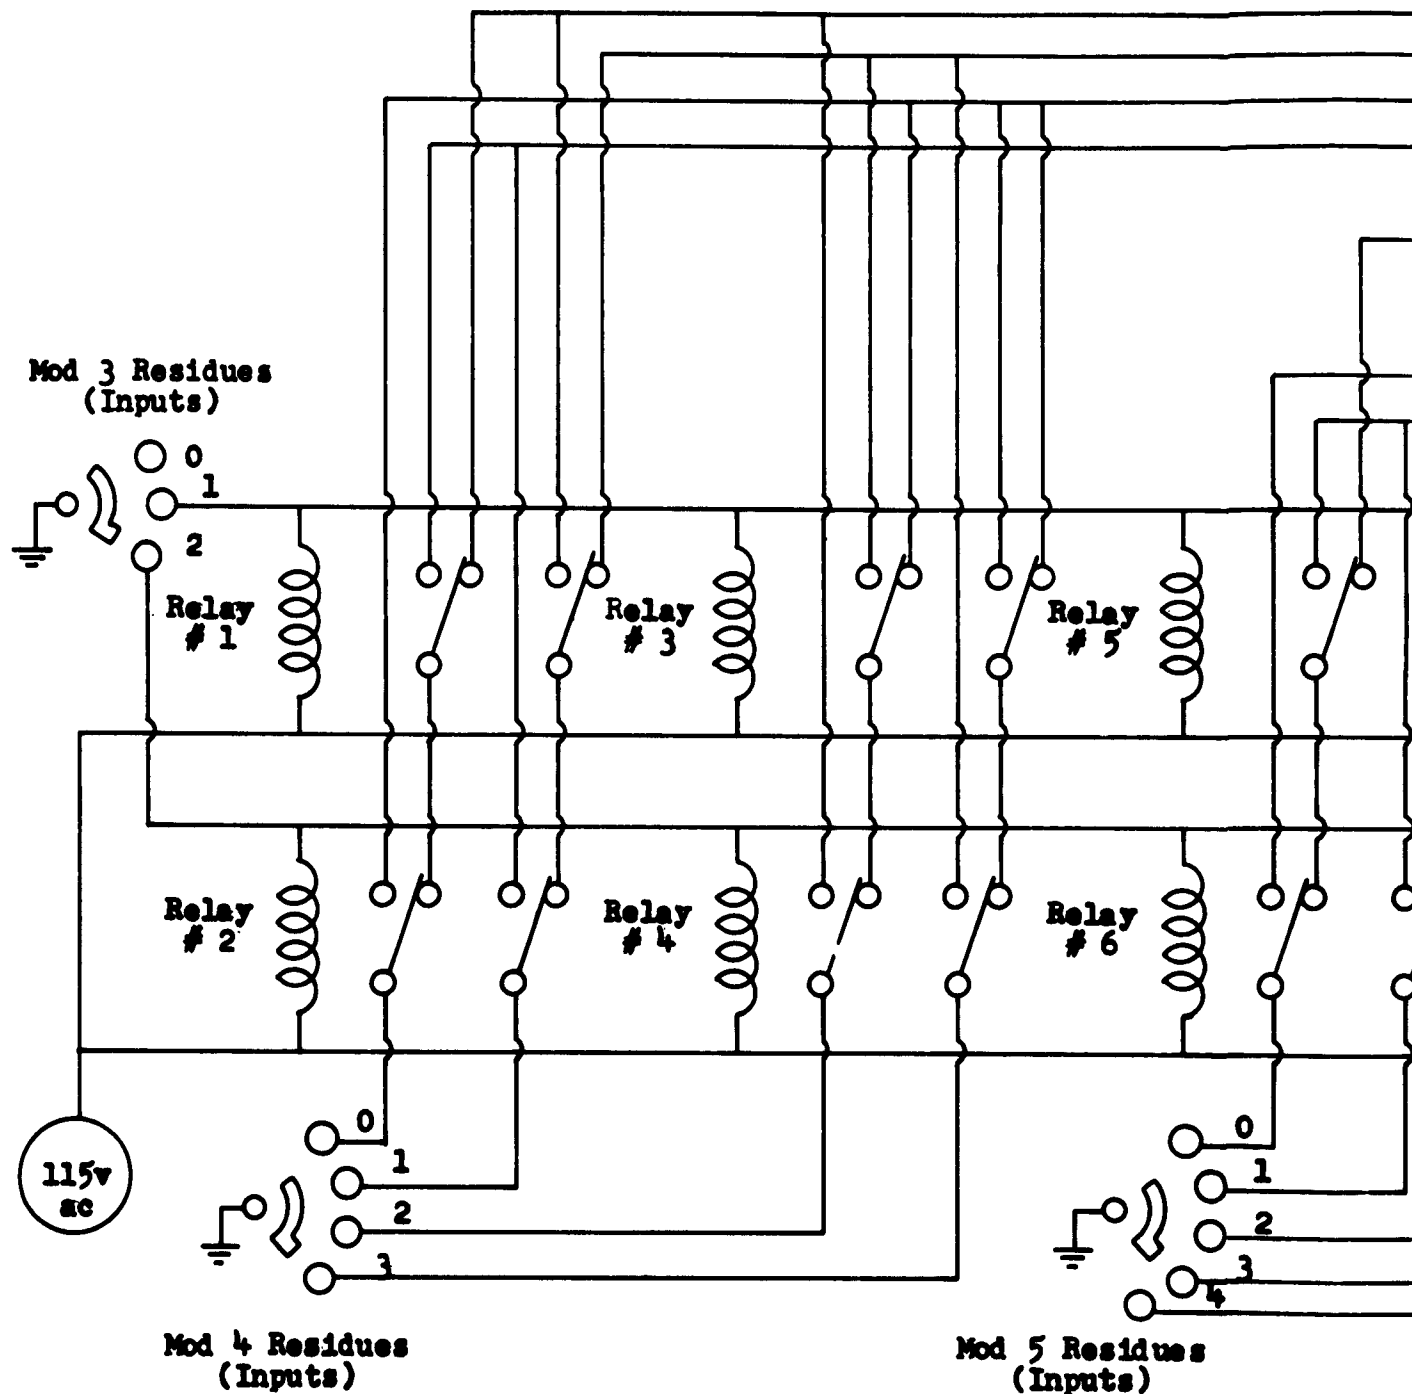 Mod 3 Residues
(Inputs)
0
1
2
Relay
# 1
Relay
# 3
Relay
# 5
Relay
# 2
Relay
# 4
Relay
# 6
115v
ac
0
1
2
3
Mod 4 Residues
(Inputs)
0
1
2
3
4
Mod 5 Residues
(Inputs)